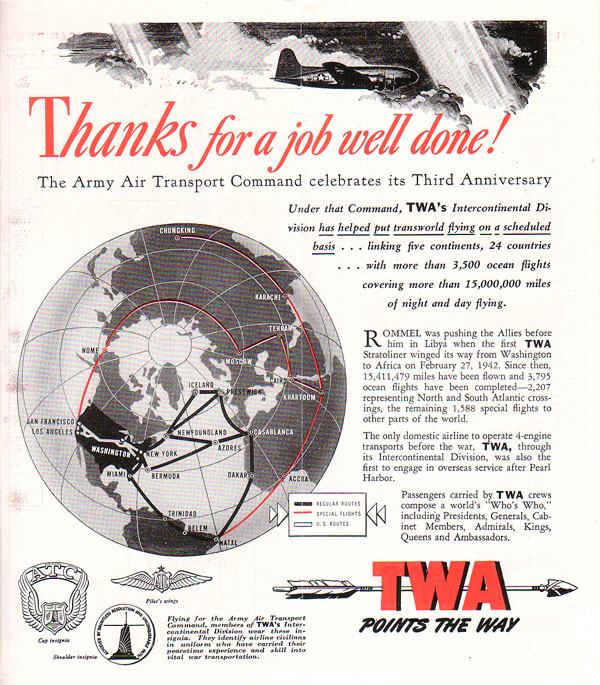 Thanks for a job well done!
The Army Air Transport Command celebrates its Third Anniversary
Under that Command, TWA's Intercontinental Di-
vision has helped put transworld flying on a scheduled
basis . . . linking five continents, 24 countries
. . . with more than 3,500 ocean flights
covering more than 15,000,000 miles
of night and day flying.
ROMMEL was pushing the Allies before
him in Libya when the first TWA
Stratoliner winged its way from Washington
to Africa on February 27, 1942. Since then,
15,411,479 miles have been flown and 3,795
ocean flights have been completed—2,207
representing North and South Atlantic cross-
ings, the remaining 1,588 special flights to
other parts of the world.
The only domestic airline to operate 4-engine
transports before the war, TWA, through
its Intercontinental Division, was also the
first to engage in overseas service after Pearl
Harbor.
Passengers carried by TWA crews
compose a world's "Who's Who,"
including Presidents, Generals, Cab-
inet Members, Admirals, Kings,
Queens and Ambassadors.
CHUNGKING
KARACHI
TEHRAN
MOSCOW
CAIRO
KHARTOUM
NOME
ICELAND
PRESTWICK
SAN FRANCISCO
LOS ANGELES
NEWFOUNDLAND
CASABLANCA
WASHINGTON
NEW YORK
AZORES
BERMUDA
MIAMI
DAKAR
ACCRA
TRINIDAD
BELEM
NATAL
REGULAR ROUTES
SPECIAL FLIGHTS
U.S. ROUTES
ATC
Cap insignia
Pilot's wings
Shoulder insignia
Flying for the Army Air Transport
Command, members of TWA's Inter-
continental Division wear these in-
signia. They identify airline civilians
in uniform who have carried their
peacetime experience and skill into
vital war transportation.
TWA
POINTS THE WAY